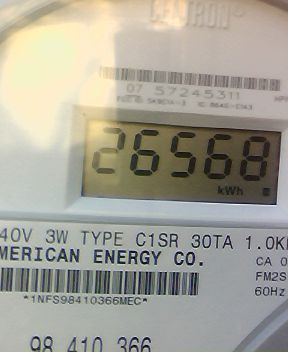 07 57245311
26568
kWh
40V 3W TYPE C1SR 30TA 1.0K
MERICAN ENERGY CO.
CA 0
FM2S
60Hz
*1NFS98410366MEC*
98 410 366